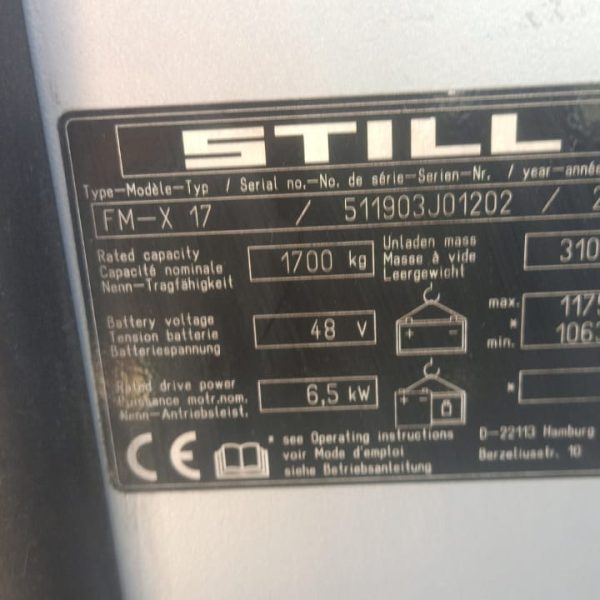 STILL
Type-Modèle-Typ / Serial no.-No. de série-Serien-Nr. / year-année
FM-X 17 / 511903J01202 / 2
Rated capacity
Capacité nominale
Nenn-Tragfähigkeit
1700 kg
Unladen mass
Masse à vide
Leergewicht
310
Battery voltage
Tension batterie
Batteriespannung
48 V
+ -
max. 1175
*
min. 1063
Rated drive power
Puissance motr.nom.
Nenn-Antriebsleist.
6,5 kW
+ -
*
CE
* see Operating instructions
voir Mode d'emploi
siehe Betriebsanleitung
D-22113 Hamburg
Berzeliusstr. 10